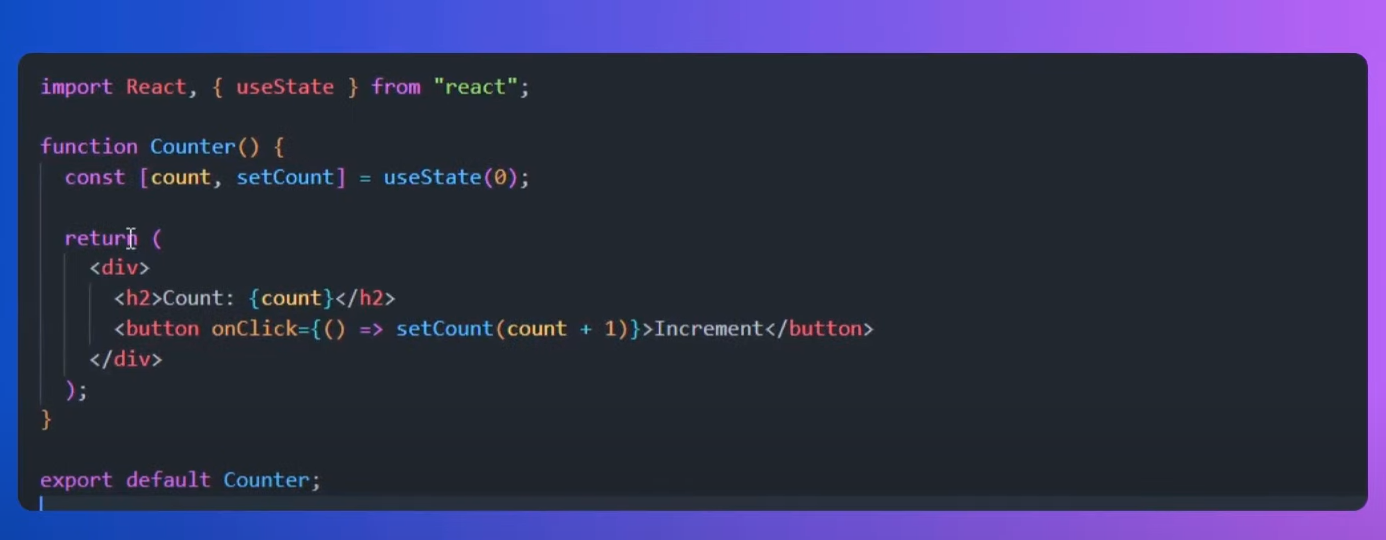 import React, { useState } from "react";
function Counter() {
const [count, setCount] = useState(0);
return (
<div>
<h2>Count: {count}</h2>
<button onClick={() => setCount(count + 1)}>Increment</button>
</div>
);
}
export default Counter;